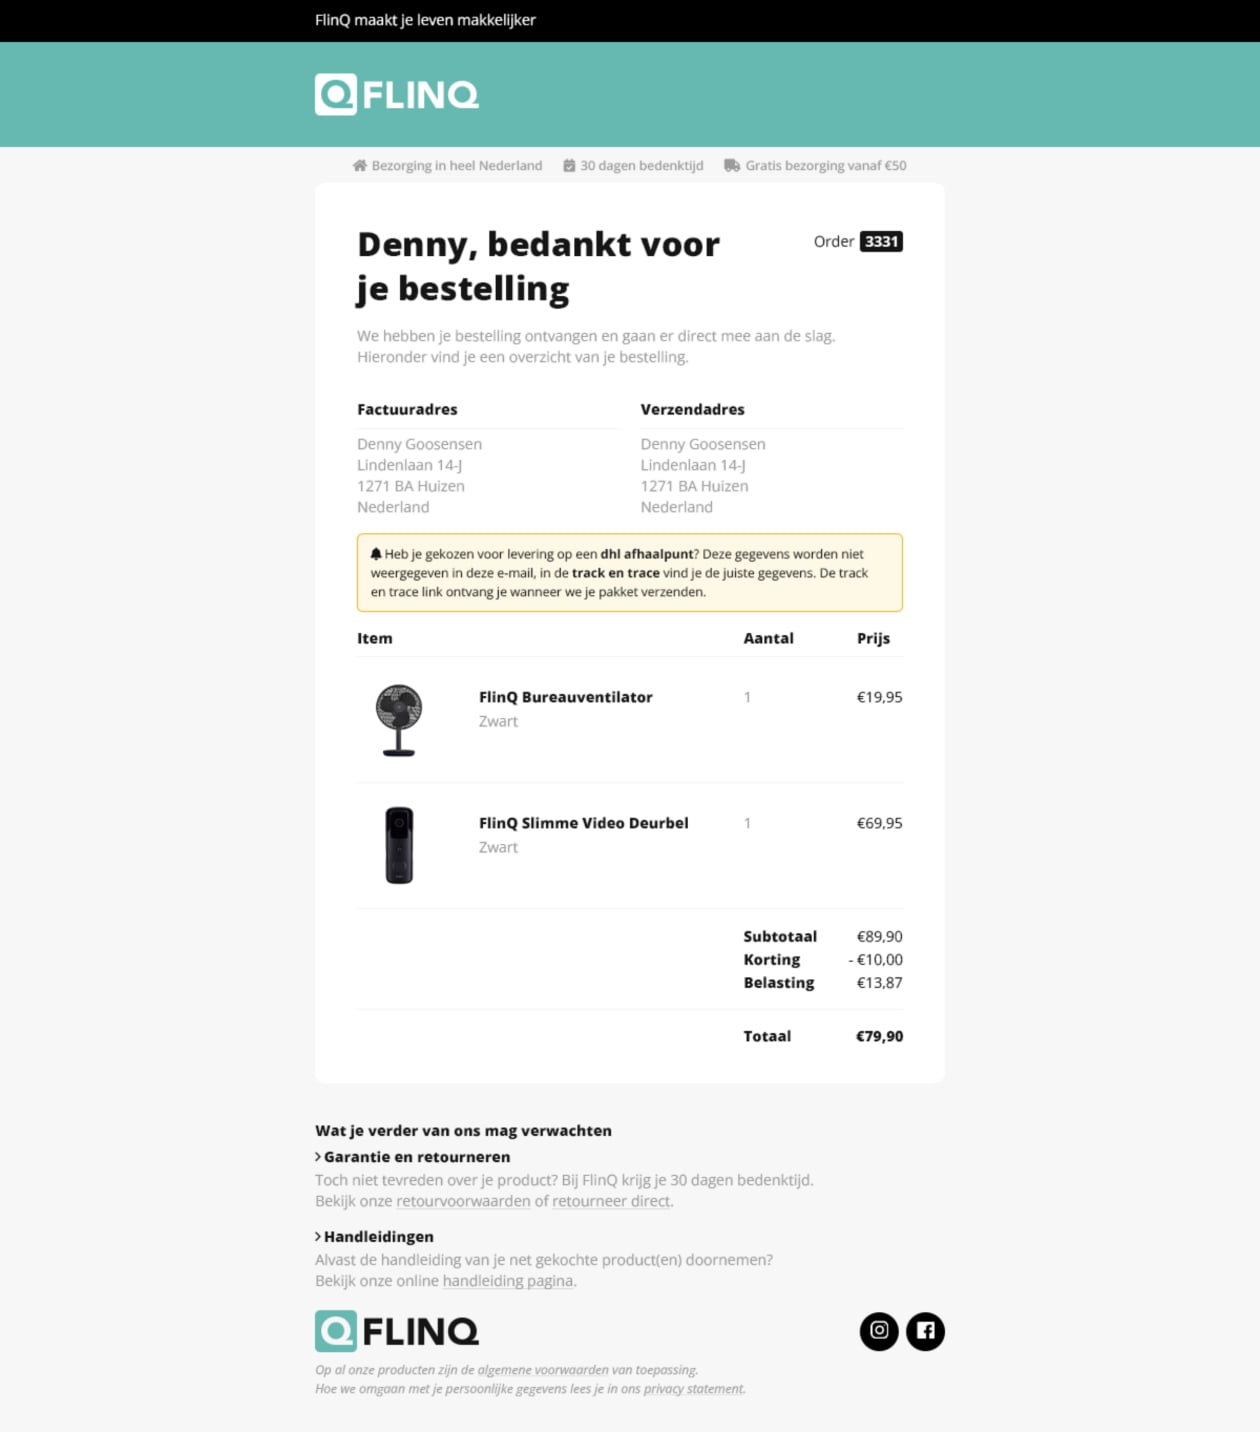 FlinQ maakt je leven makkelijker
FLINQ
Bezorging in heel Nederland 30 dagen bedenktijd Gratis bezorging vanaf €50
Denny, bedankt voor
je bestelling
Order 3331
We hebben je bestelling ontvangen en gaan er direct mee aan de slag.
Hieronder vind je een overzicht van je bestelling.
Factuuradres
Denny Goosensen
Lindenlaan 14-J
1271 BA Huizen
Nederland
Verzendadres
Denny Goosensen
Lindenlaan 14-J
1271 BA Huizen
Nederland
Heb je gekozen voor levering op een dhl afhaalpunt? Deze gegevens worden niet
weergegeven in deze e-mail, in de track en trace vind je de juiste gegevens. De track
en trace link ontvang je wanneer we je pakket verzenden.
Item Aantal Prijs
FlinQ Bureauventilator 1 €19,95
Zwart
FlinQ Slimme Video Deurbel 1 €69,95
Zwart
Subtotaal €89,90
Korting - €10,00
Belasting €13,87
Totaal €79,90
Wat je verder van ons mag verwachten
Garantie en retourneren
Toch niet tevreden over je product? Bij FlinQ krijg je 30 dagen bedenktijd.
Bekijk onze retourvoorwaarden of retourneer direct.
Handleidingen
Alvast de handleiding van je net gekochte product(en) doornemen?
Bekijk onze online handleiding pagina.
FLINQ
Op al onze producten zijn de algemene voorwaarden van toepassing.
Hoe we omgaan met je persoonlijke gegevens lees je in ons privacy statement.